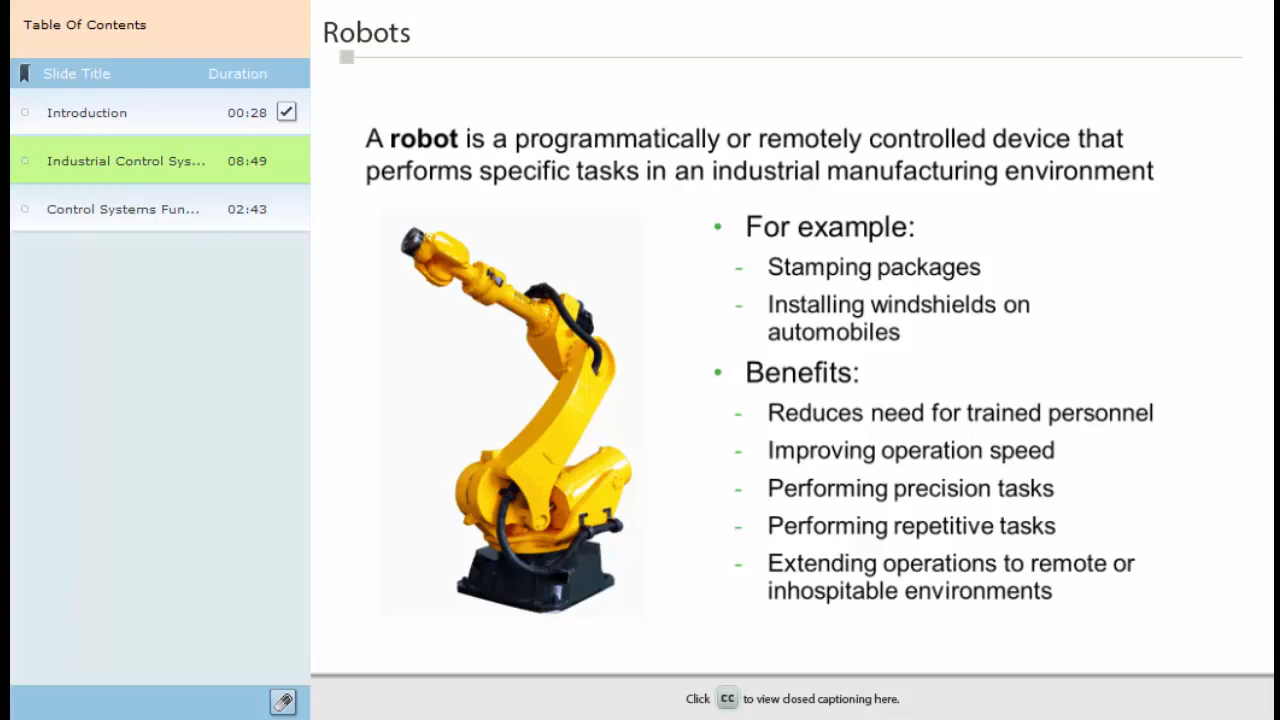 Table Of Contents
Slide Title Duration
Introduction 00:28
Industrial Control Sys... 08:49
Control Systems Fun... 02:43
Robots
A robot is a programmatically or remotely controlled device that
performs specific tasks in an industrial manufacturing environment
• For example:
- Stamping packages
- Installing windshields on
automobiles
• Benefits:
- Reduces need for trained personnel
- Improving operation speed
- Performing precision tasks
- Performing repetitive tasks
- Extending operations to remote or
inhospitable environments
Click CC to view closed captioning here.